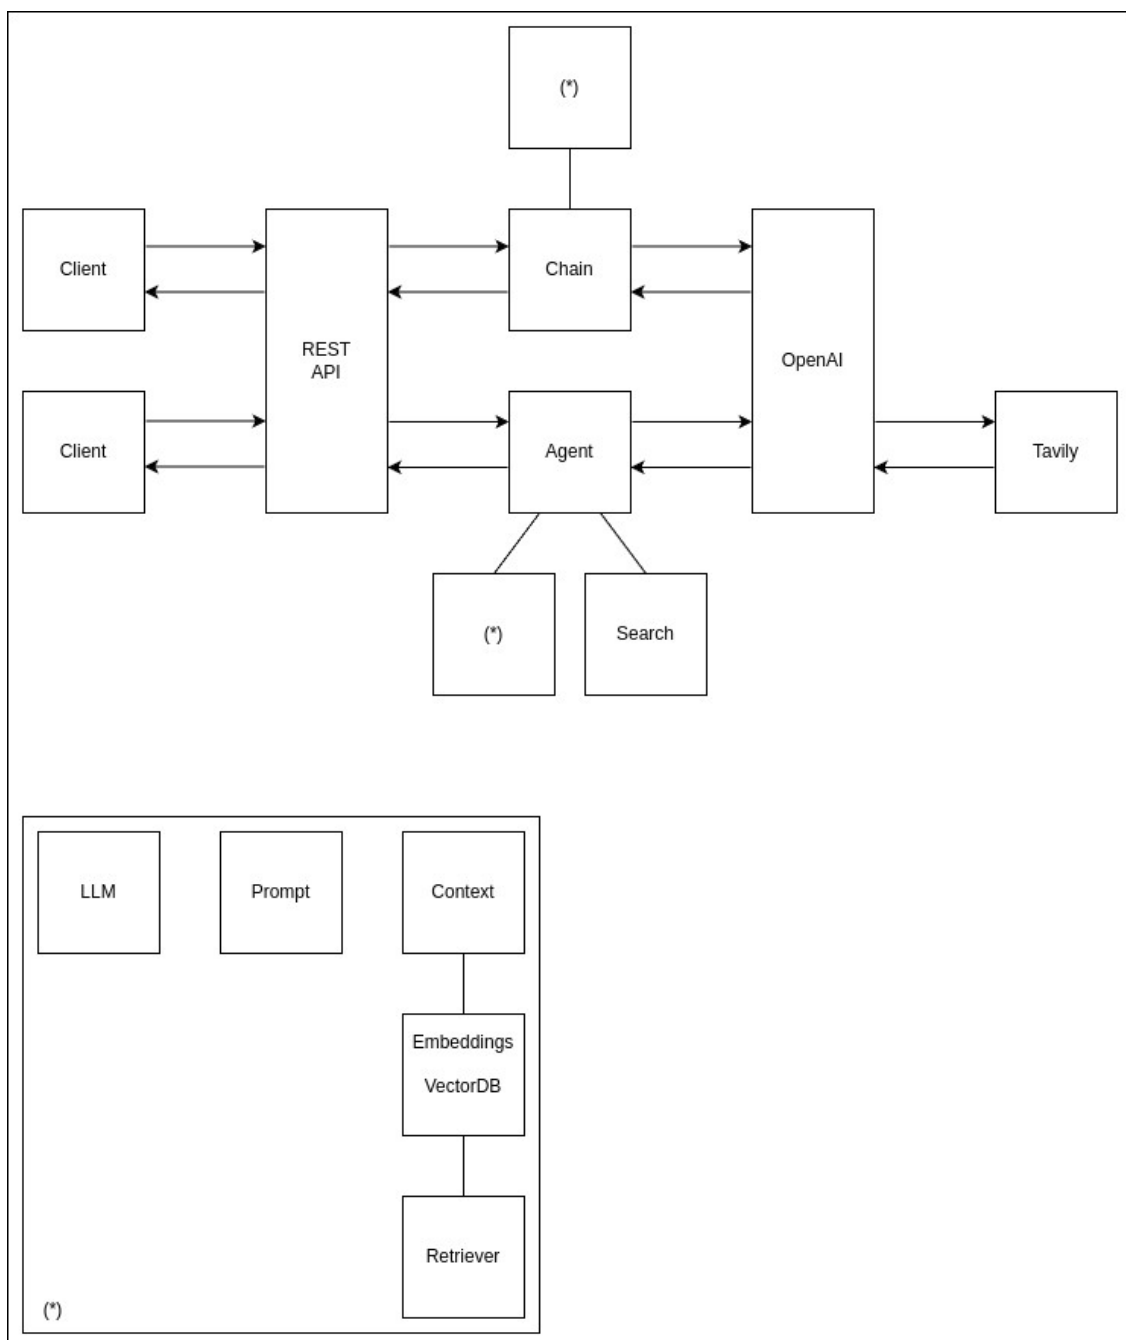 (*)
Client
REST
API
Chain
OpenAI
Client
Agent
Tavily
(*)
Search
LLM
Prompt
Context
Embeddings
VectorDB
Retriever
(*)